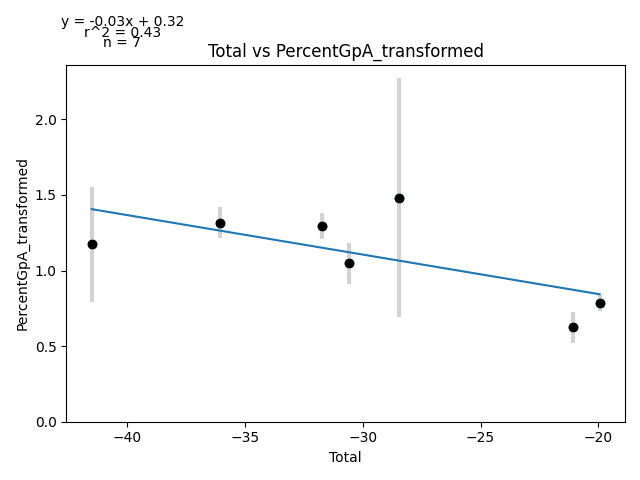 y = -0.03x + 0.32
r^2 = 0.43
n = 7
Total vs PercentGpA_transformed
PercentGpA_transformed
2.0
1.5
1.0
0.5
0.0
−40
−35
−30
−25
−20
Total